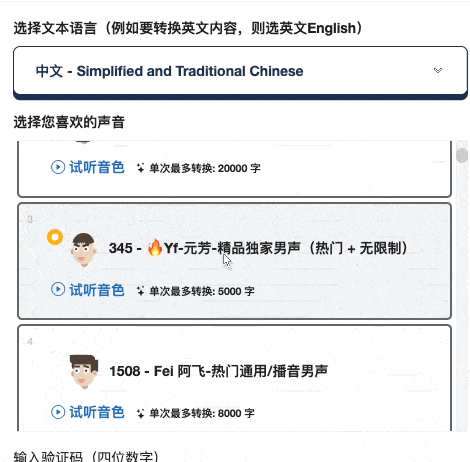 选择文本语言（例如要转换英文内容，则选英文English）
中文 - Simplified and Traditional Chinese
选择您喜欢的声音
试听音色 单次最多转换: 20000 字
3
345 - 🔥Yf-元芳-精品独家男声（热门 + 无限制）
试听音色 单次最多转换: 5000 字
4
1508 - Fei 阿飞-热门通用/播音男声
试听音色 单次最多转换: 8000 字
输入验证码（四位数字）